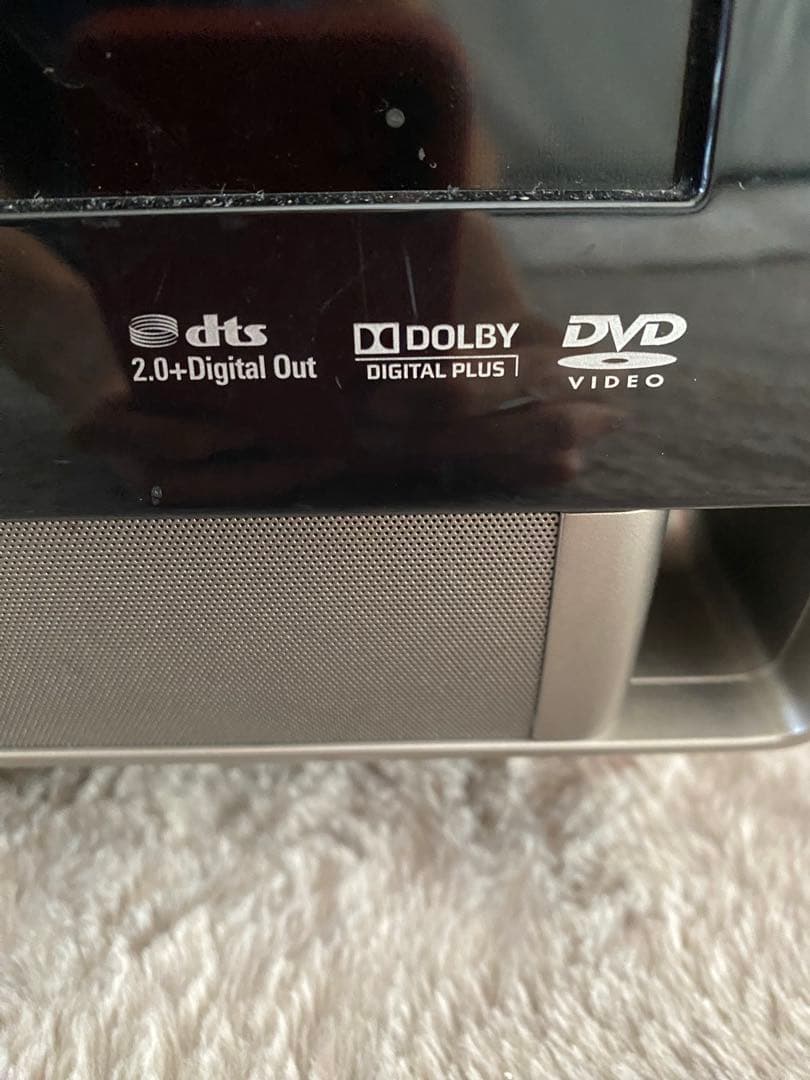 dts
2.0+Digital Out
DOLBY
DIGITAL PLUS
DVD
VIDEO